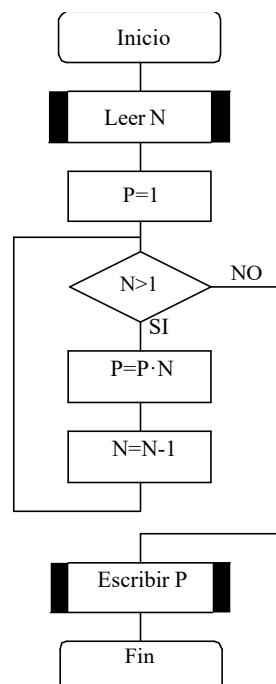 Inicio
Leer N
P=1
N>1
NO
SI
P=P·N
N=N-1
Escribir P
Fin